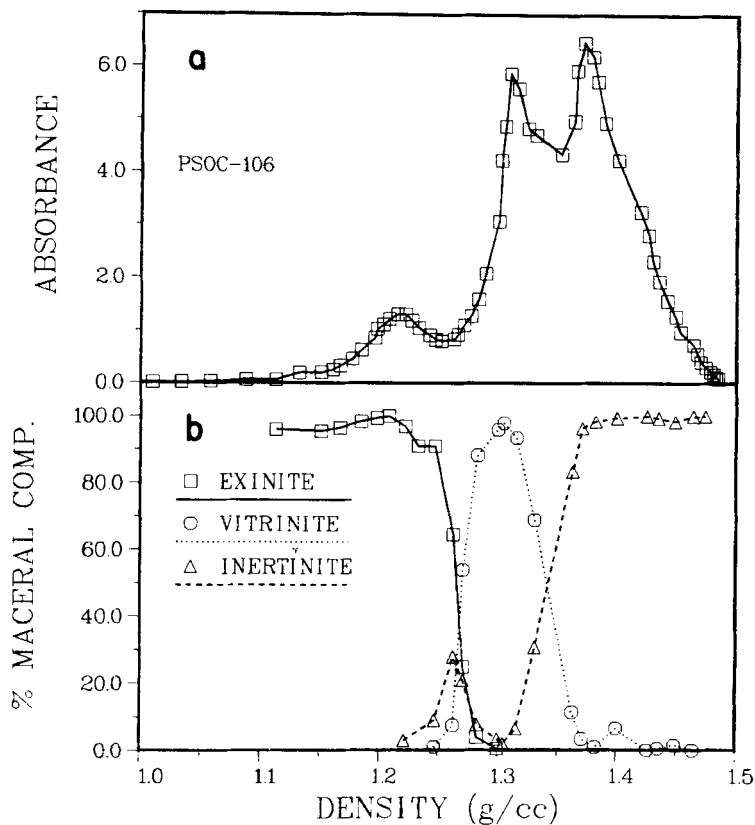 a
6.0
4.0
2.0
0.0
ABSORBANCE
PSOC-106
b
100.0
80.0
60.0
40.0
20.0
0.0
% MACERAL COMP.
EXINITE
VITRINITE
INERTINITE
1.0 1.1 1.2 1.3 1.4 1.5
DENSITY (g/cc)